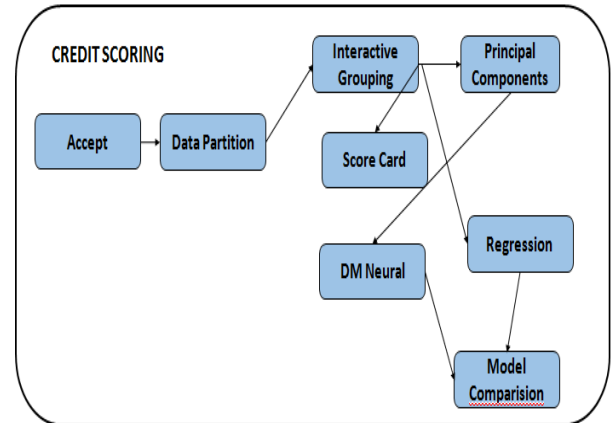 CREDIT SCORING
Interactive
Grouping
Principal
Components
Accept
Data Partition
Score Card
Regression
DM Neural
Model
Comparision